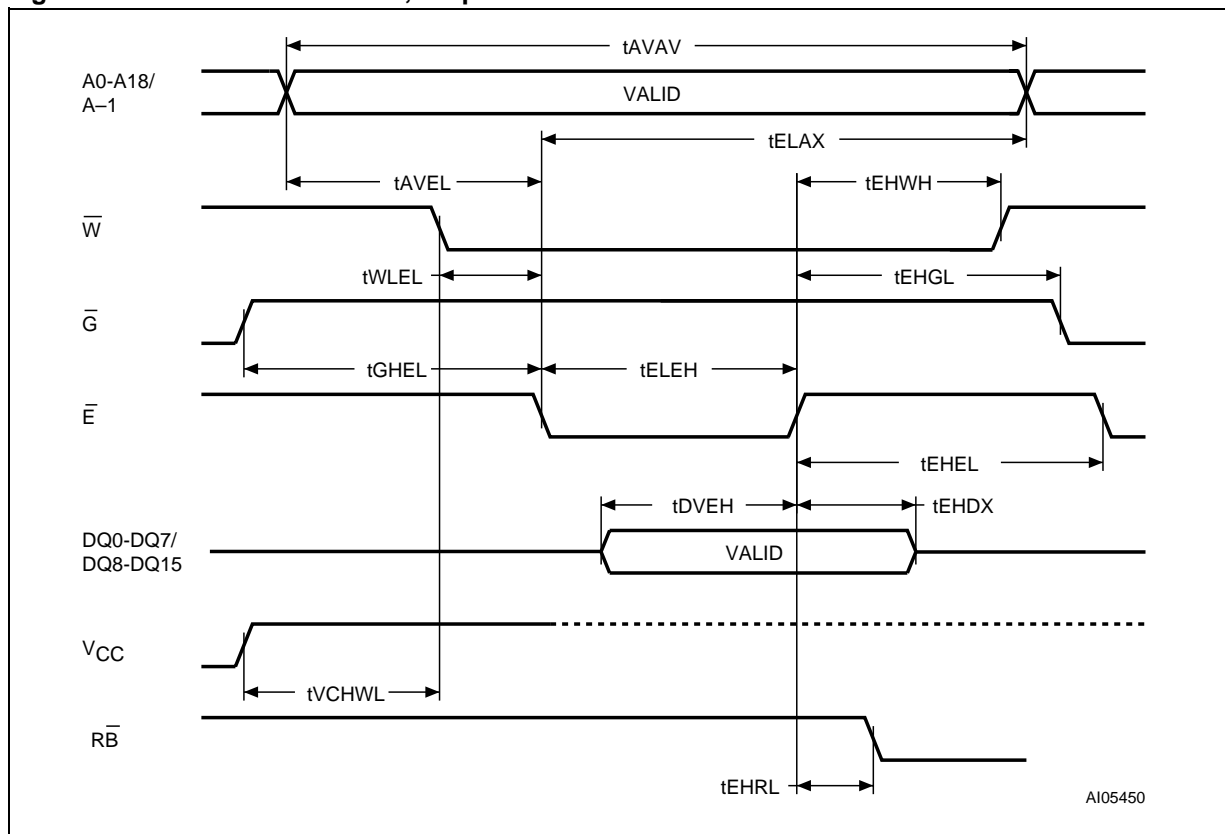 tAVAV
A0-A18/
A–1
VALID
tELAX
tAVEL
tEHWH
W̅
tWLEL
tEHGL
G̅
tGHEL
tELEH
E̅
tEHEL
tDVEH
tEHDX
DQ0-DQ7/
DQ8-DQ15
VALID
VCC
tVCHWL
RB̅
tEHRL
AI05450